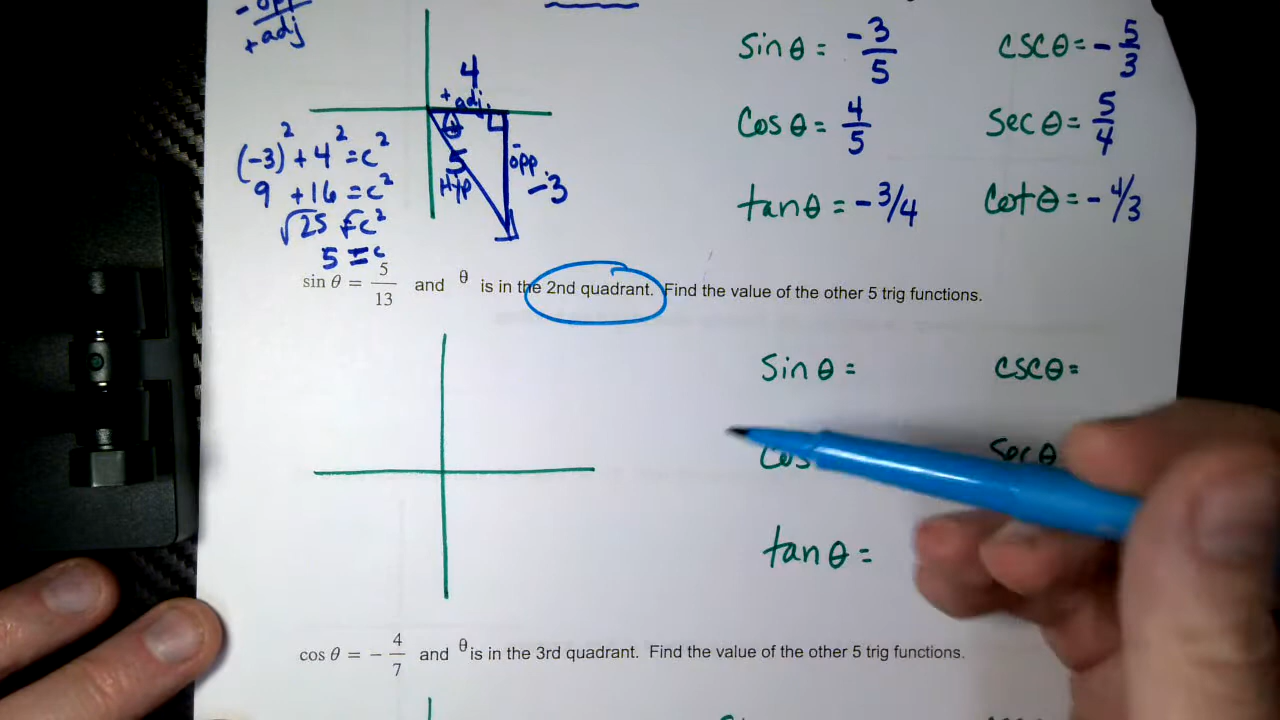 - opp
+ adj
4
+ adj.
θ
5
Hyp
opp
-3
(-3)² + 4² = c²
9 + 16 = c²
√25 √c²
5 = c
sin θ = -3/5
csc θ = -5/3
cos θ = 4/5
sec θ = 5/4
tan θ = -3/4
cot θ = -4/3
sin θ = 5/13 and θ is in the 2nd quadrant. Find the value of the other 5 trig functions.
sin θ =
csc θ =
cos
sec θ
tan θ =
cos θ = - 4/7 and θ is in the 3rd quadrant. Find the value of the other 5 trig functions.